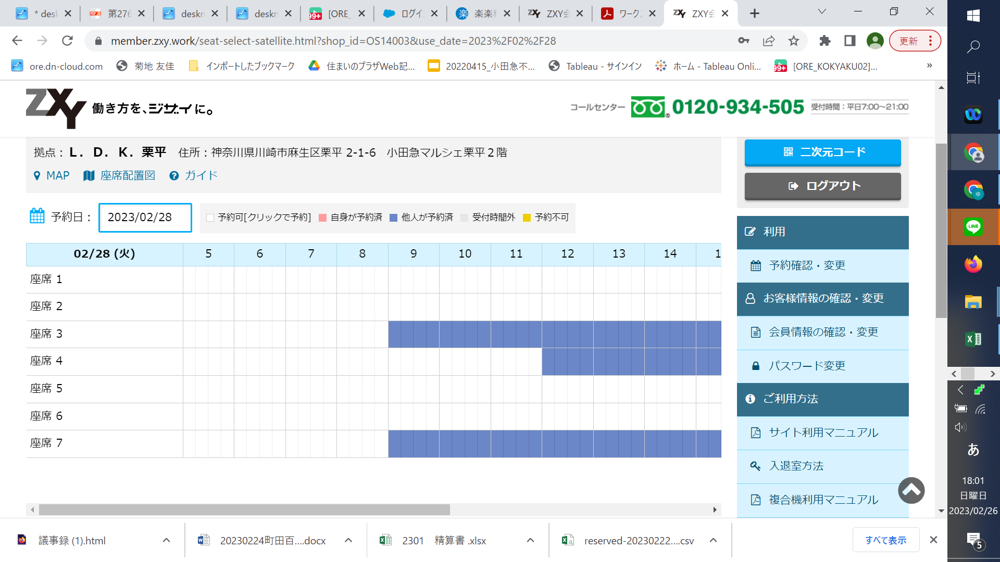 * desk
第276
deskn
deskn
[ORE_
ログイン
楽楽精
ZXY会
ワーク
ZXY会
member.zxy.work/seat-select-satellite.html?shop_id=OS14003&use_date=2023%2F02%2F28
更新
ore.dn-cloud.com
菊地 友佳
インポートしたブックマーク
住まいのプラザWeb記...
20220415_小田急不...
Tableau - サインイン
ホーム - Tableau Onli...
[ORE_KOKYAKU02]...
»
ZXY 働き方を、ジザイに。
コールセンター 0120-934-505 受付時間：平日7:00〜21:00
拠点： L．D．K．栗平 住所：神奈川県川崎市麻生区栗平 2-1-6 小田急マルシェ栗平２階
MAP 座席配置図 ガイド
予約日： 2023/02/28
予約可[クリックで予約] 自身が予約済 他人が予約済 受付時間外 予約不可
02/28 (火) 5 6 7 8 9 10 11 12 13 14 1
座席 1
座席 2
座席 3
座席 4
座席 5
座席 6
座席 7
二次元コード
ログアウト
利用
予約確認・変更
お客様情報の確認・変更
会員情報の確認・変更
パスワード変更
ご利用方法
サイト利用マニュアル
入退室方法
複合機利用マニュアル
議事録 (1).html
20230224町田百....docx
2301 精算書 .xlsx
reserved-20230222....csv
すべて表示
LINE
あ
18:01
日曜日
2023/02/26
5